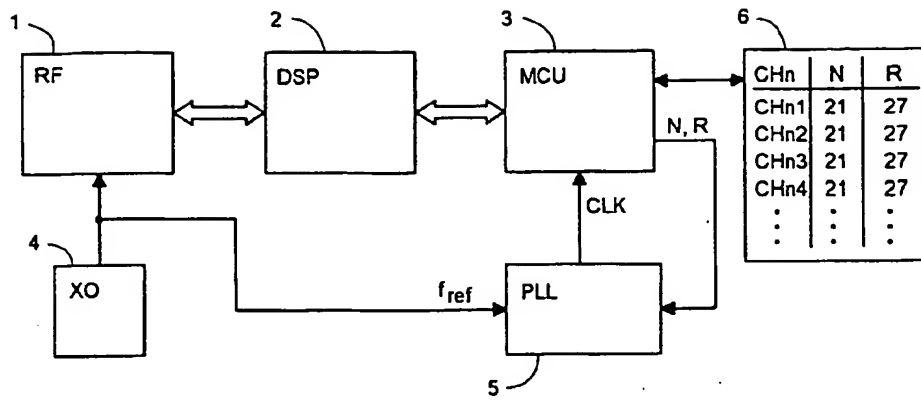 1
2
3
6
RF
DSP
MCU
CHn N R
CHn1 21 27
CHn2 21 27
CHn3 21 27
CHn4 21 27
N, R
CLK
4
XO
fref
PLL
5